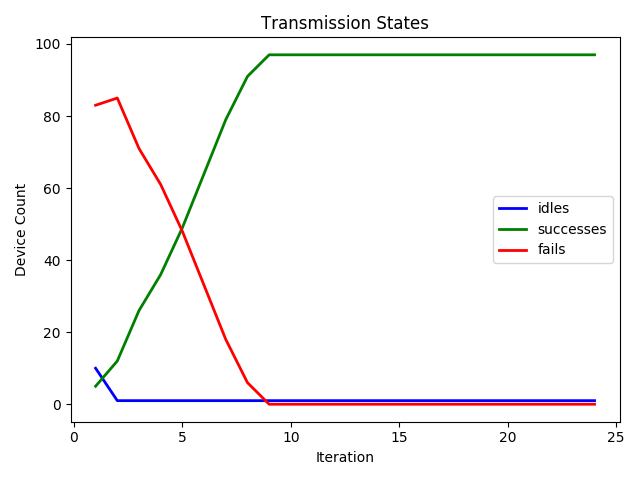 Transmission States
Device Count
100
80
60
40
20
0
idles
successes
fails
0 5 10 15 20 25
Iteration